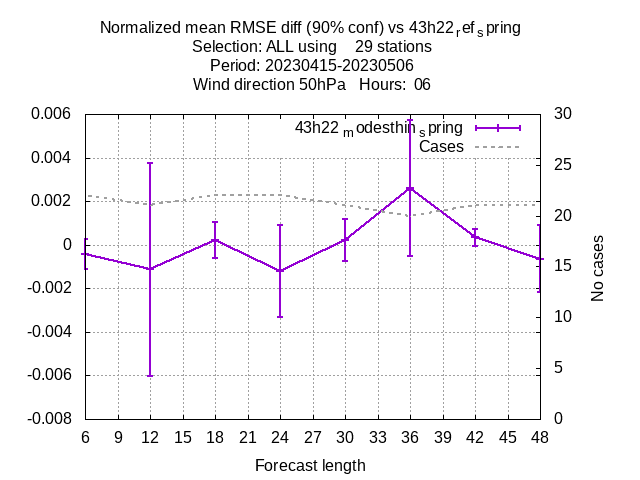 Normalized mean RMSE diff (90% conf) vs 43h22ᵣefₛpring
Selection: ALL using    29 stations
Period: 20230415-20230506
Wind direction 50hPa   Hours:  06
43h22ₘodesthinₛpring
Cases
0.006
0.004
0.002
0
-0.002
-0.004
-0.006
-0.008
30
25
20
15
10
5
0
No cases
6 9 12 15 18 21 24 27 30 33 36 39 42 45 48
Forecast length